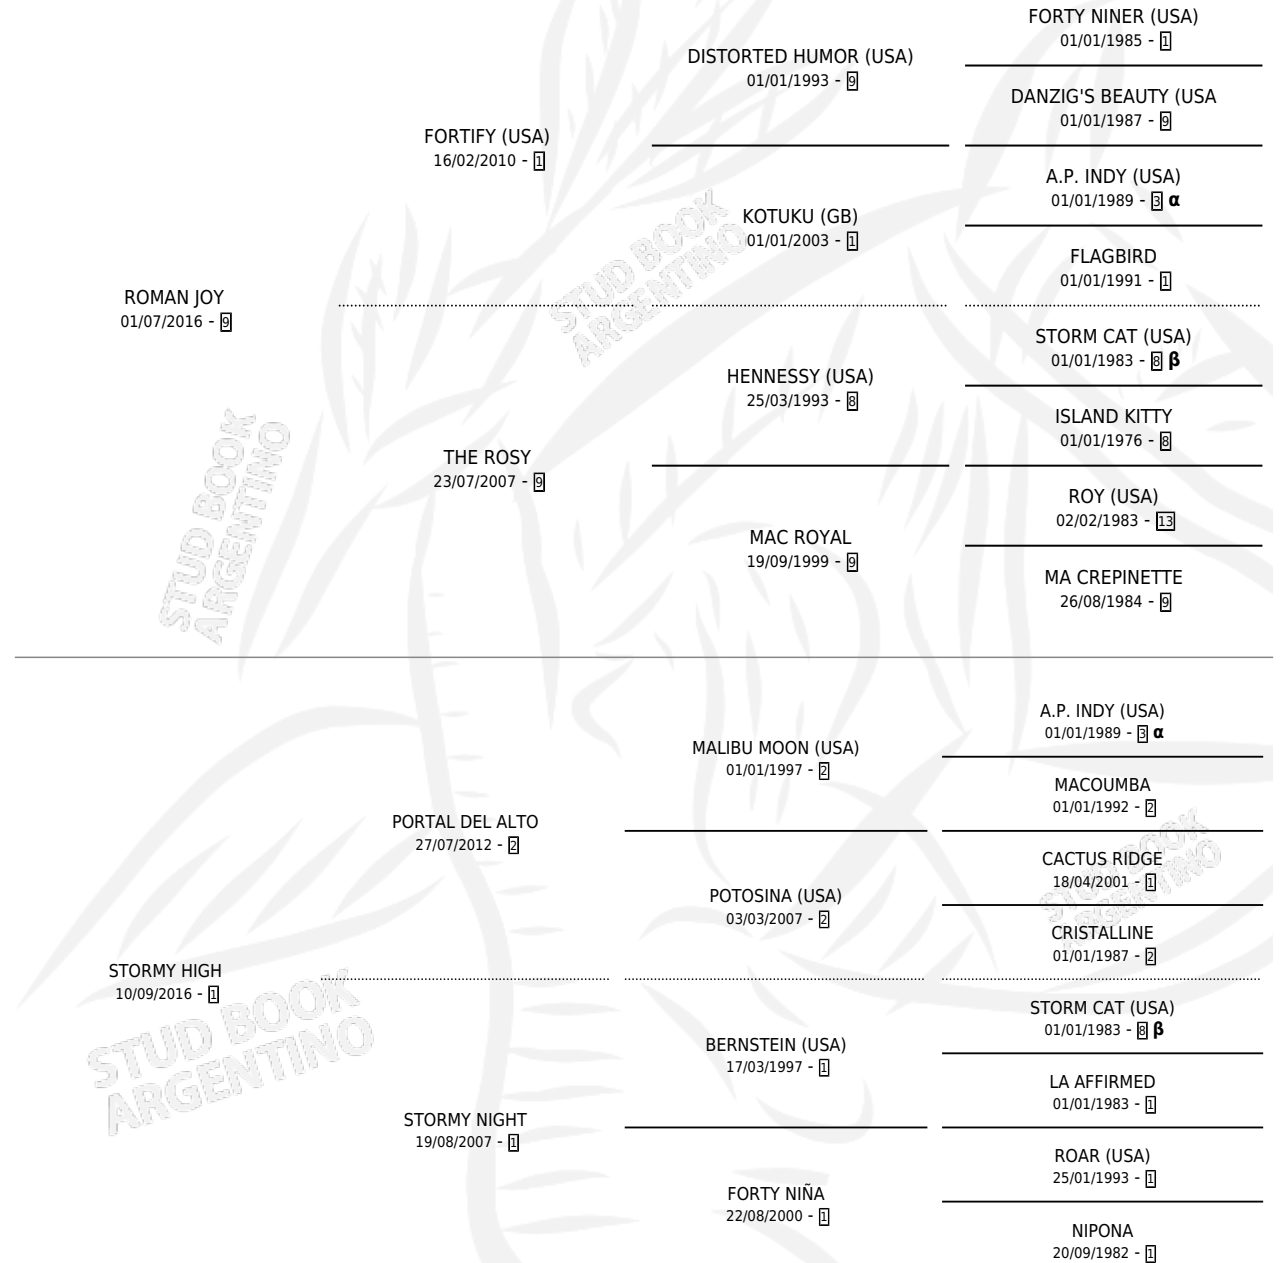 FORTY NINER (USA)
01/01/1985 - 1
DISTORTED HUMOR (USA)
01/01/1993 - 9
DANZIG'S BEAUTY (USA
01/01/1987 - 9
FORTIFY (USA)
16/02/2010 - 1
A.P. INDY (USA)
01/01/1989 - 3 α
KOTUKU (GB)
01/01/2003 - 1
FLAGBIRD
01/01/1991 - 1
ROMAN JOY
01/07/2016 - 9
STORM CAT (USA)
01/01/1983 - 8 β
HENNESSY (USA)
25/03/1993 - 8
ISLAND KITTY
01/01/1976 - 8
THE ROSY
23/07/2007 - 9
ROY (USA)
02/02/1983 - 13
MAC ROYAL
19/09/1999 - 9
MA CREPINETTE
26/08/1984 - 9
A.P. INDY (USA)
01/01/1989 - 3 α
MALIBU MOON (USA)
01/01/1997 - 2
MACOUMBA
01/01/1992 - 2
PORTAL DEL ALTO
27/07/2012 - 2
CACTUS RIDGE
18/04/2001 - 1
POTOSINA (USA)
03/03/2007 - 2
CRISTALLINE
01/01/1987 - 2
STORMY HIGH
10/09/2016 - 1
STORM CAT (USA)
01/01/1983 - 8 β
BERNSTEIN (USA)
17/03/1997 - 1
LA AFFIRMED
01/01/1983 - 1
STORMY NIGHT
19/08/2007 - 1
ROAR (USA)
25/01/1993 - 1
FORTY NIÑA
22/08/2000 - 1
NIPONA
20/09/1982 - 1
STUD BOOK
ARGENTINO
STUD BOOK
ARGENTINO
STUD BOOK
ARGENTINO
STUD BOOK
ARGENTINO